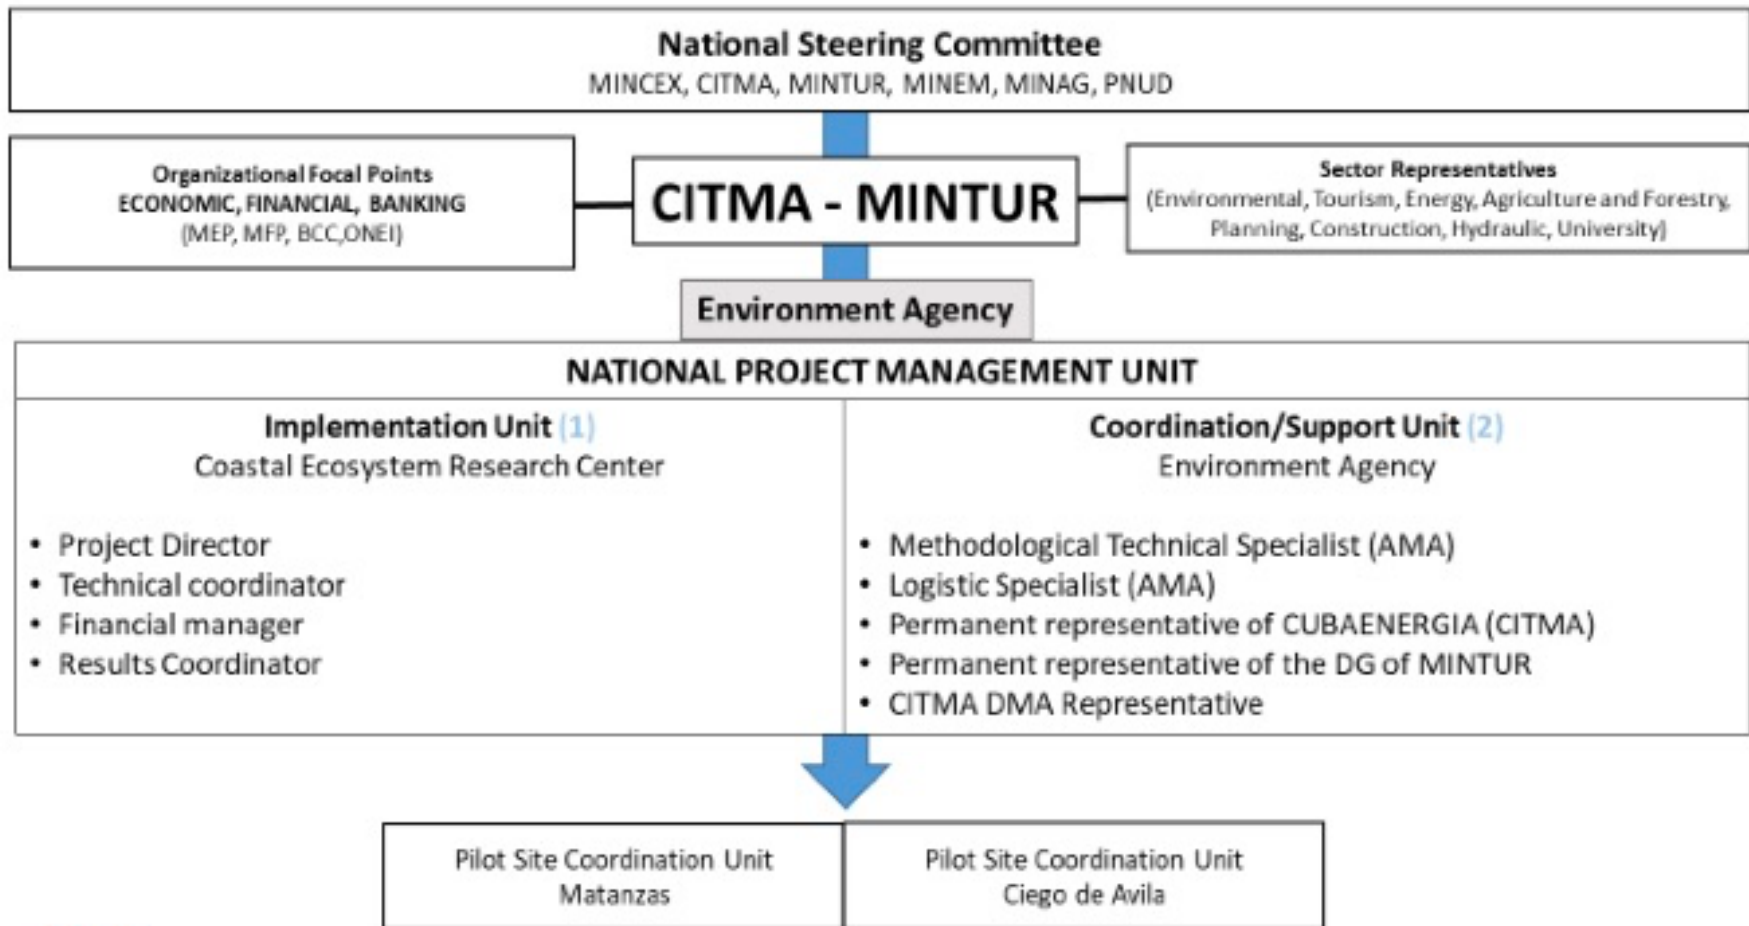 National Steering Committee
MINCEX, CITMA, MINTUR, MINEM, MINAG, PNUD
Organizational Focal Points
ECONOMIC, FINANCIAL, BANKING
(MEP, MFP, BCC,ONEI)
CITMA - MINTUR
Sector Representatives
(Environmental, Tourism, Energy, Agriculture and Forestry,
Planning, Construction, Hydraulic, University)
Environment Agency
NATIONAL PROJECT MANAGEMENT UNIT
Implementation Unit (1)
Coastal Ecosystem Research Center
• Project Director
• Technical coordinator
• Financial manager
• Results Coordinator
Coordination/Support Unit (2)
Environment Agency
• Methodological Technical Specialist (AMA)
• Logistic Specialist (AMA)
• Permanent representative of CUBAENERGIA (CITMA)
• Permanent representative of the DG of MINTUR
• CITMA DMA Representative
Pilot Site Coordination Unit
Matanzas
Pilot Site Coordination Unit
Ciego de Avila